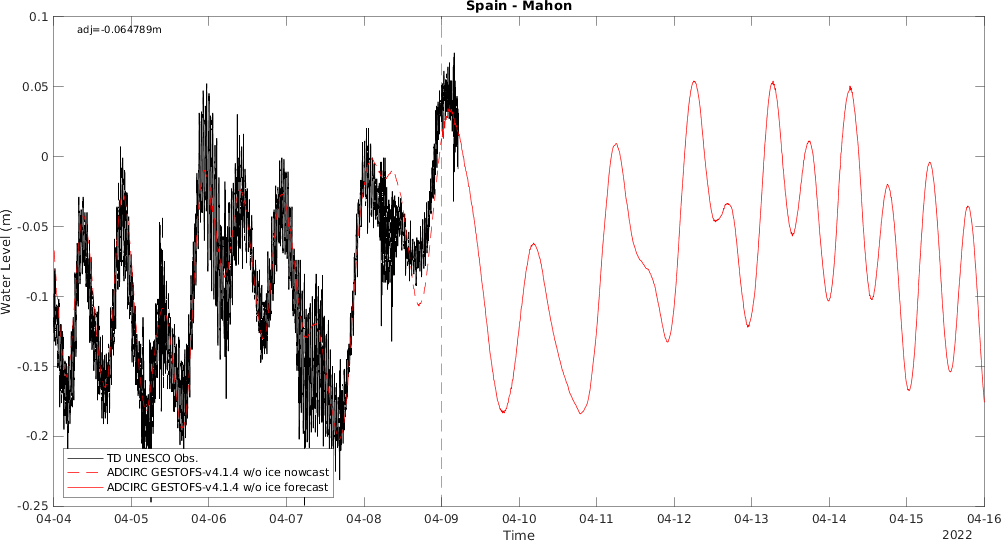 Spain - Mahon
adj=-0.064789m
0.1
0.05
0
-0.05
-0.1
-0.15
-0.2
-0.25
Water Level (m)
TD UNESCO Obs.
ADCIRC GESTOFS-v4.1.4 w/o ice nowcast
ADCIRC GESTOFS-v4.1.4 w/o ice forecast
04-04 04-05 04-06 04-07 04-08 04-09 04-10 04-11 04-12 04-13 04-14 04-15 04-16
Time
2022